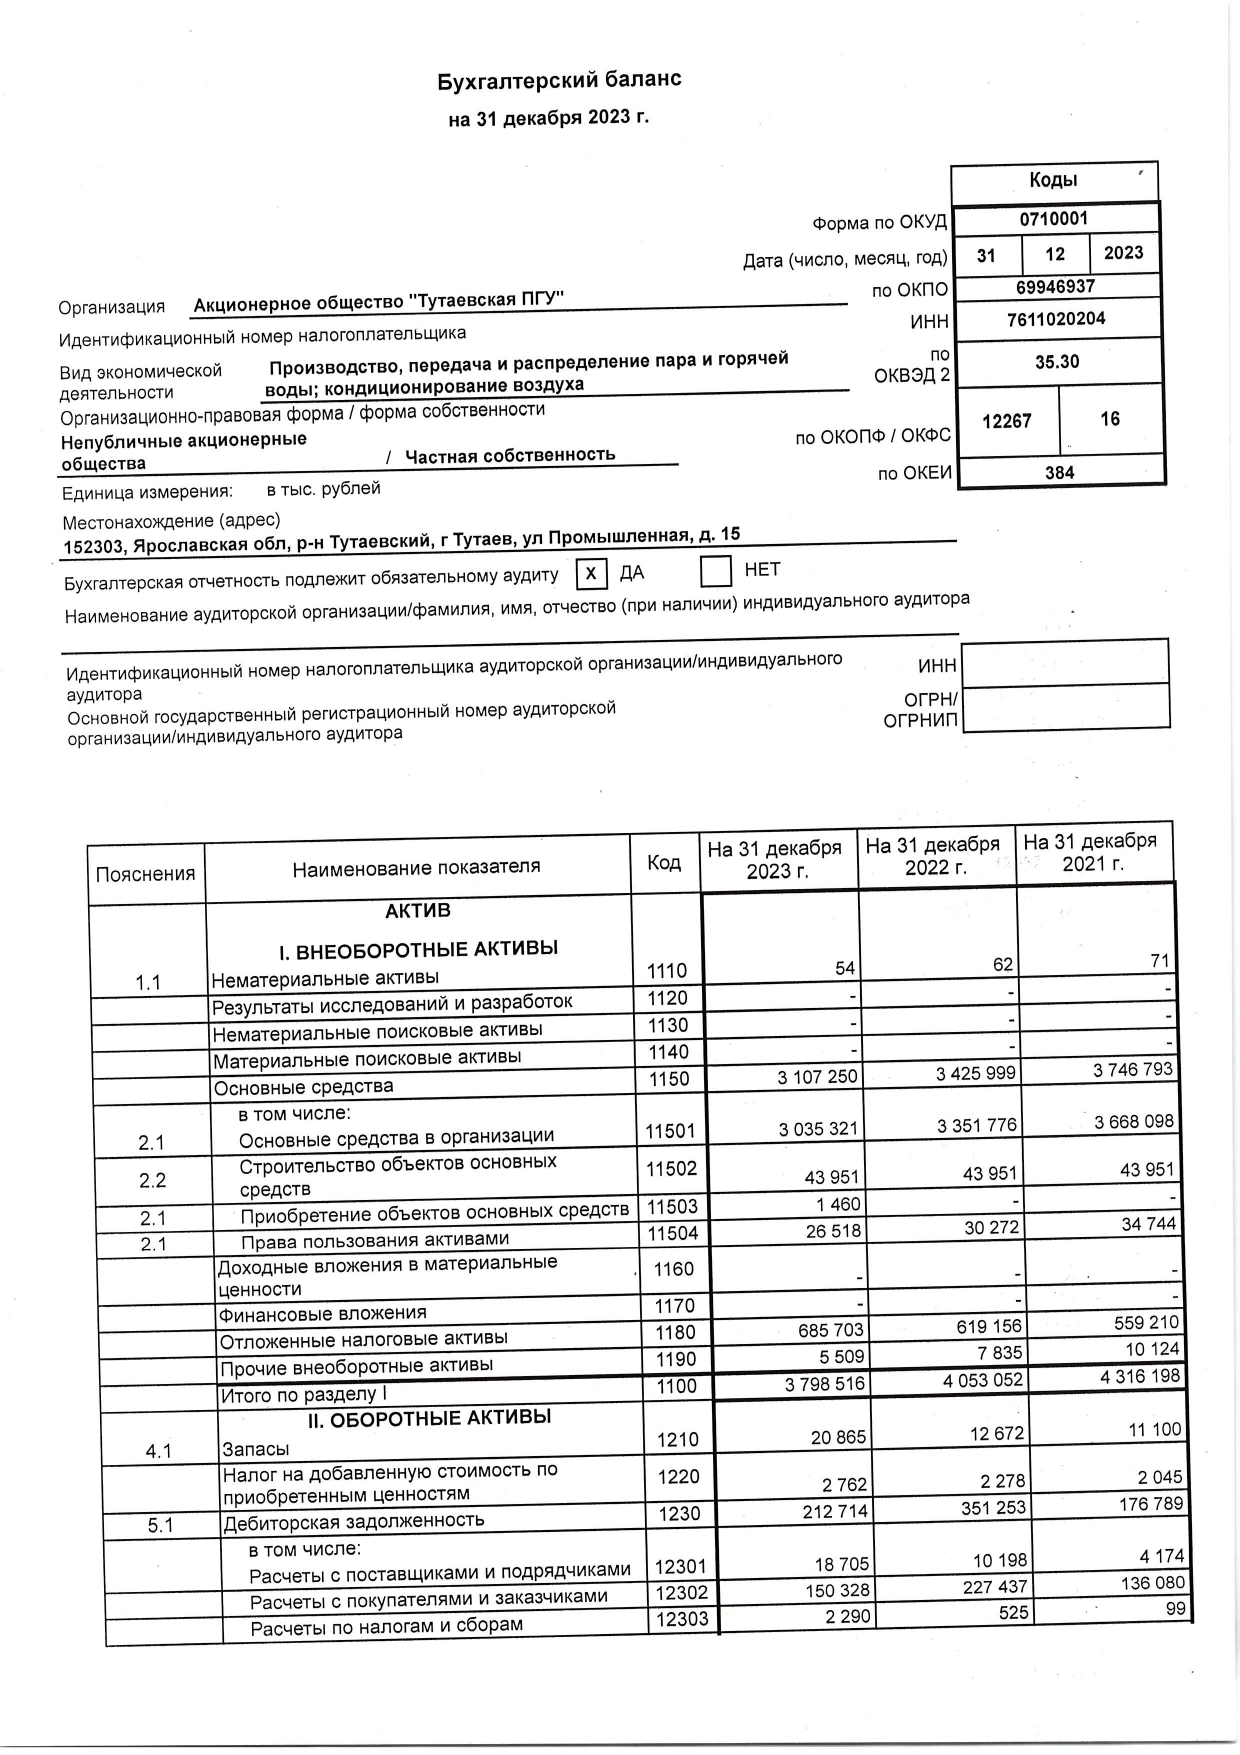 Бухгалтерский баланс
на 31 декабря 2023 г.
Коды
Форма по ОКУД 0710001
Дата (число, месяц, год) 31 12 2023
Организация Акционерное общество "Тутаевская ПГУ" по ОКПО 69946937
Идентификационный номер налогоплательщика ИНН 7611020204
Вид экономической деятельности Производство, передача и распределение пара и горячей воды; кондиционирование воздуха по ОКВЭД 2 35.30
Организационно-правовая форма / форма собственности
Непубличные акционерные общества / Частная собственность по ОКОПФ / ОКФС 12267 16
Единица измерения: в тыс. рублей по ОКЕИ 384
Местонахождение (адрес)
152303, Ярославская обл, р-н Тутаевский, г Тутаев, ул Промышленная, д. 15
Бухгалтерская отчетность подлежит обязательному аудиту X ДА НЕТ
Наименование аудиторской организации/фамилия, имя, отчество (при наличии) индивидуального аудитора
Идентификационный номер налогоплательщика аудиторской организации/индивидуального аудитора ИНН
Основной государственный регистрационный номер аудиторской организации/индивидуального аудитора ОГРН/ ОГРНИП
Пояснения Наименование показателя Код На 31 декабря 2023 г. На 31 декабря 2022 г. На 31 декабря 2021 г.
АКТИВ
I. ВНЕОБОРОТНЫЕ АКТИВЫ
1.1 Нематериальные активы 1110 54 62 71
Результаты исследований и разработок 1120 - - -
Нематериальные поисковые активы 1130 - - -
Материальные поисковые активы 1140 - - -
Основные средства 1150 3 107 250 3 425 999 3 746 793
в том числе:
2.1 Основные средства в организации 11501 3 035 321 3 351 776 3 668 098
2.2 Строительство объектов основных средств 11502 43 951 43 951 43 951
2.1 Приобретение объектов основных средств 11503 1 460 - -
2.1 Права пользования активами 11504 26 518 30 272 34 744
Доходные вложения в материальные ценности 1160 - - -
Финансовые вложения 1170 - - -
Отложенные налоговые активы 1180 685 703 619 156 559 210
Прочие внеоборотные активы 1190 5 509 7 835 10 124
Итого по разделу I 1100 3 798 516 4 053 052 4 316 198
II. ОБОРОТНЫЕ АКТИВЫ
4.1 Запасы 1210 20 865 12 672 11 100
Налог на добавленную стоимость по приобретенным ценностям 1220 2 762 2 278 2 045
5.1 Дебиторская задолженность 1230 212 714 351 253 176 789
в том числе:
Расчеты с поставщиками и подрядчиками 12301 18 705 10 198 4 174
Расчеты с покупателями и заказчиками 12302 150 328 227 437 136 080
Расчеты по налогам и сборам 12303 2 290 525 99